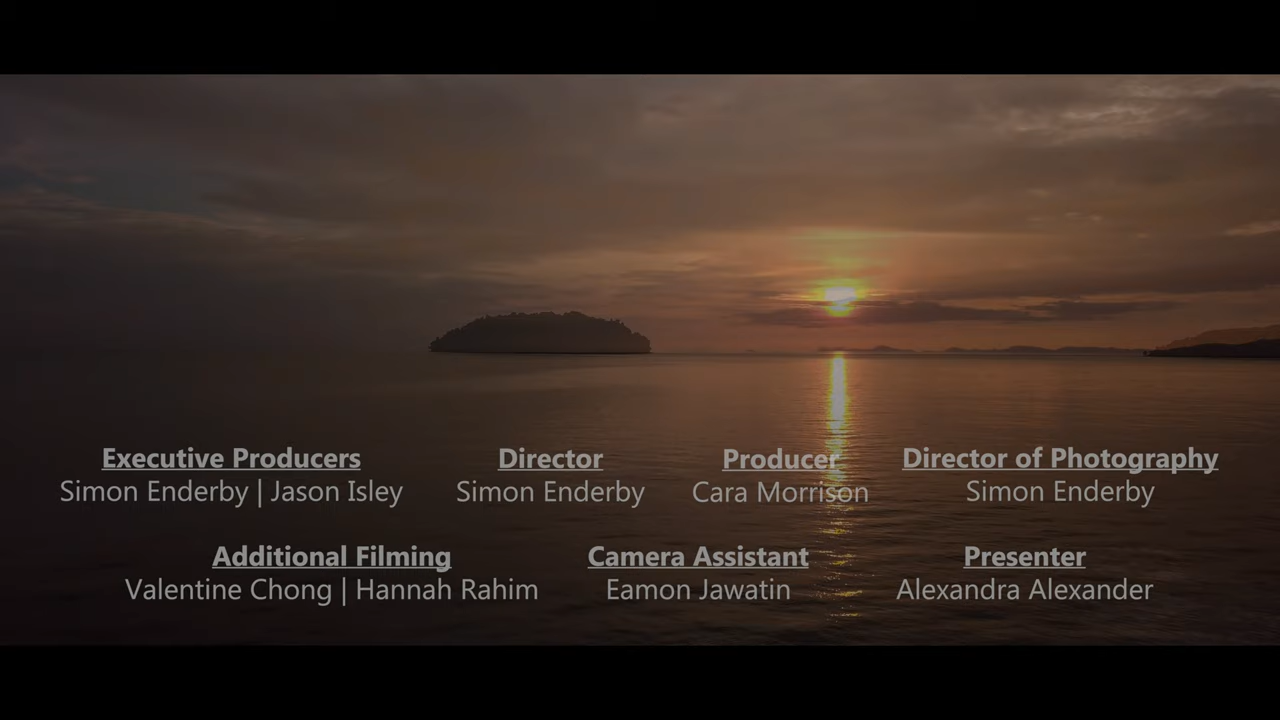 Executive Producers
Simon Enderby | Jason Isley
Director
Simon Enderby
Producer
Cara Morrison
Director of Photography
Simon Enderby
Additional Filming
Valentine Chong | Hannah Rahim
Camera Assistant
Eamon Jawatin
Presenter
Alexandra Alexander